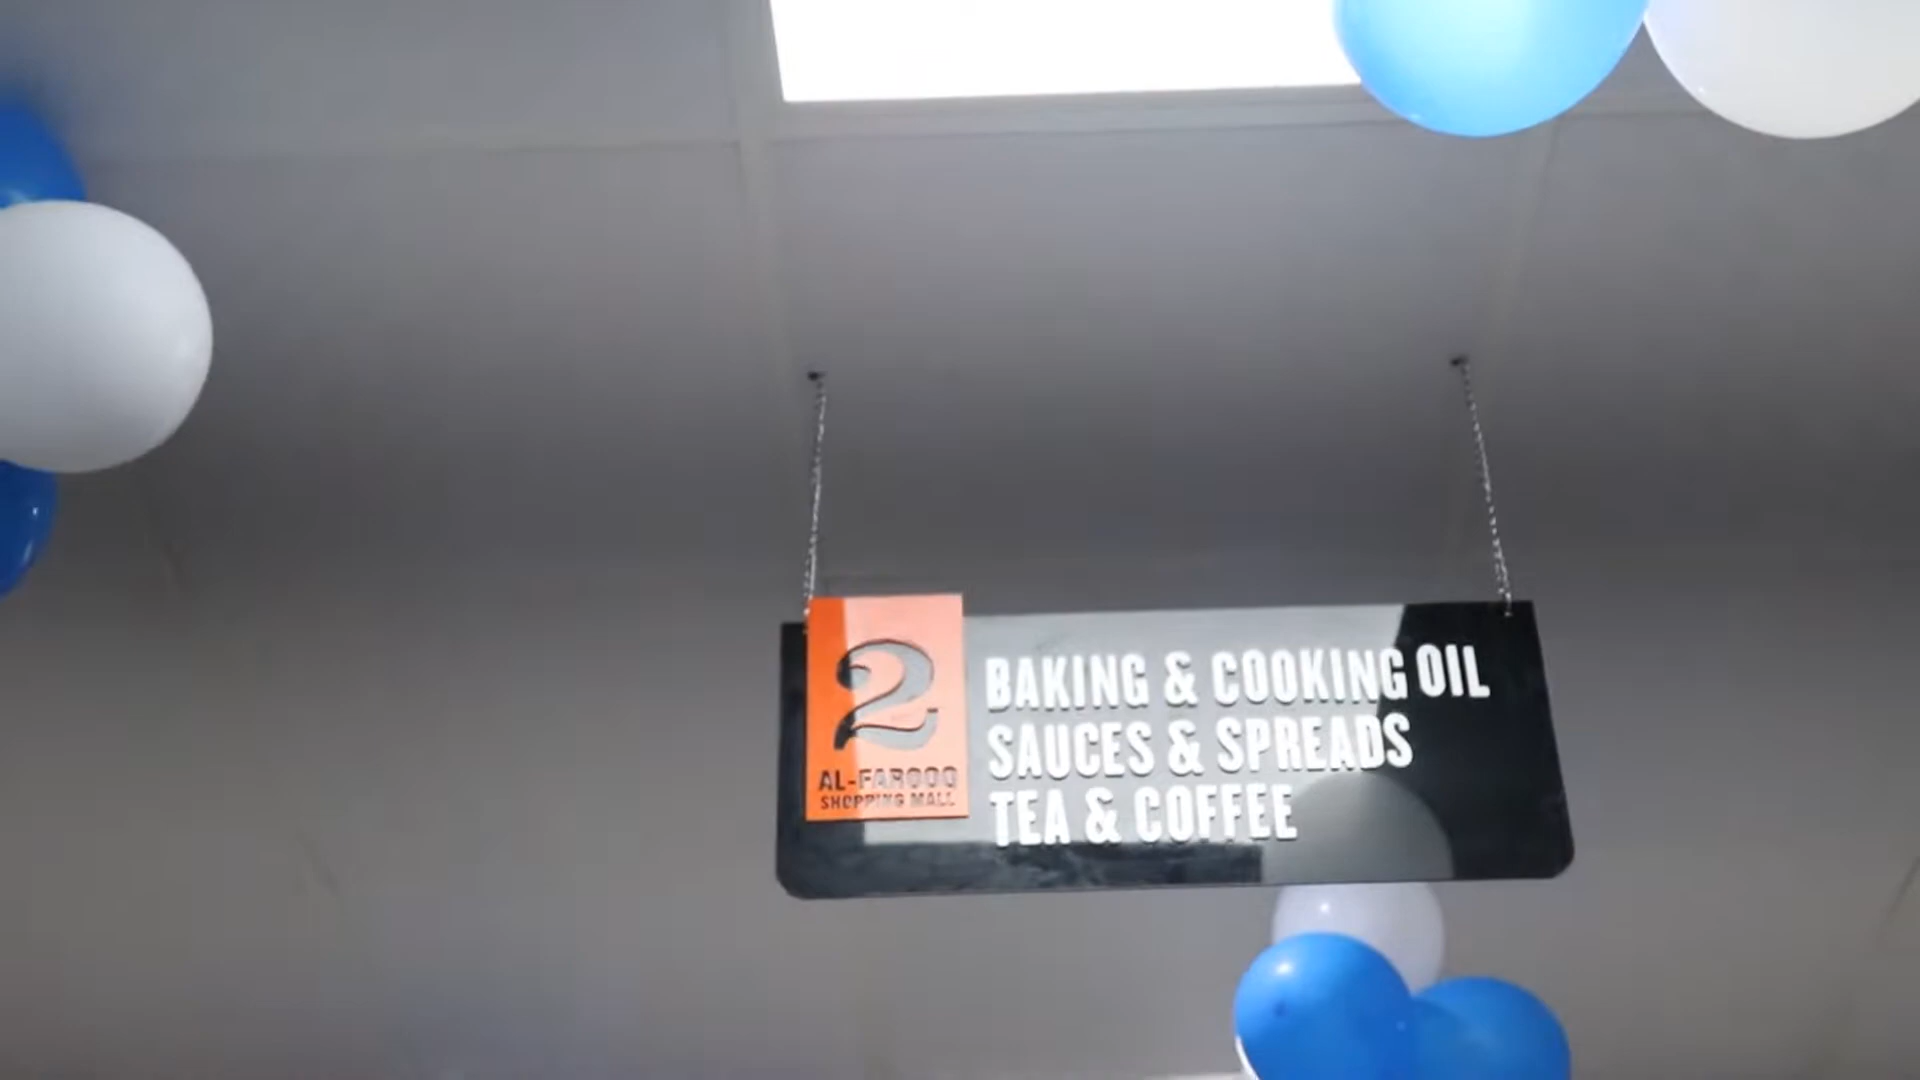 2
AL-FAROOQ
SHOPPING MALL
BAKING & COOKING OIL
SAUCES & SPREADS
TEA & COFFEE